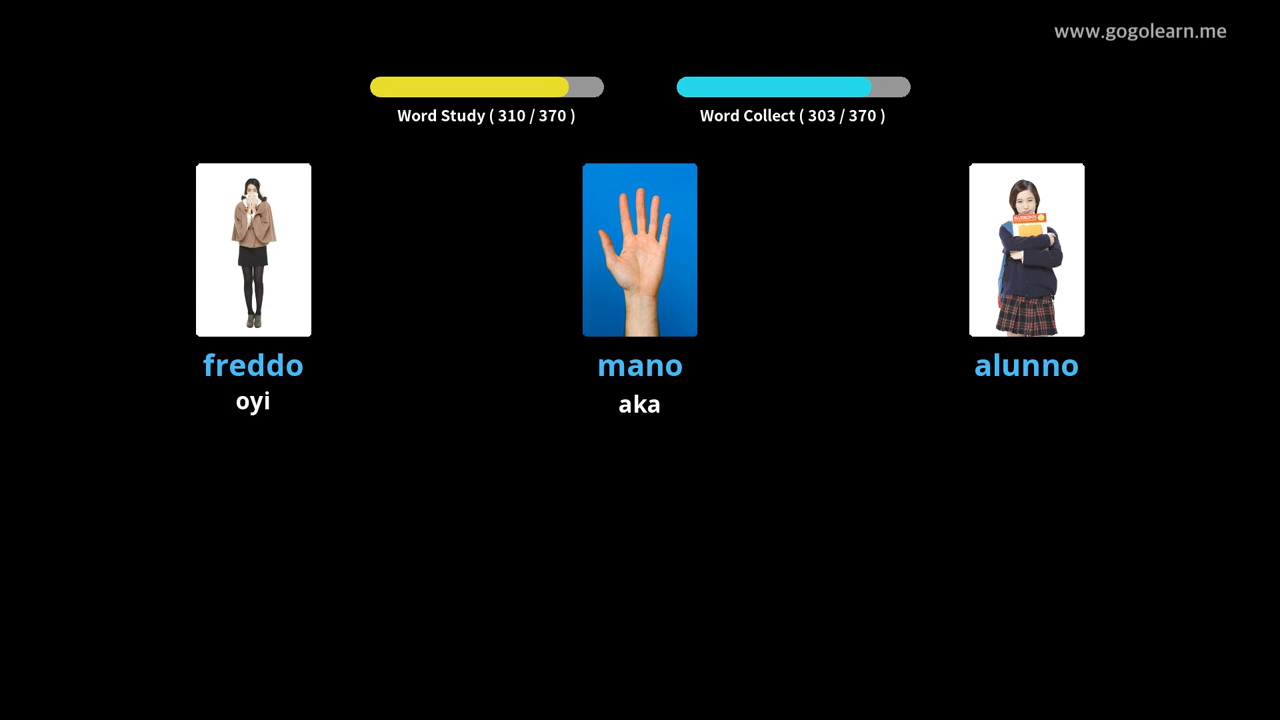 www.gogolearn.me
Word Study ( 310 / 370 )
Word Collect ( 303 / 370 )
freddo
oyi
mano
aka
alunno